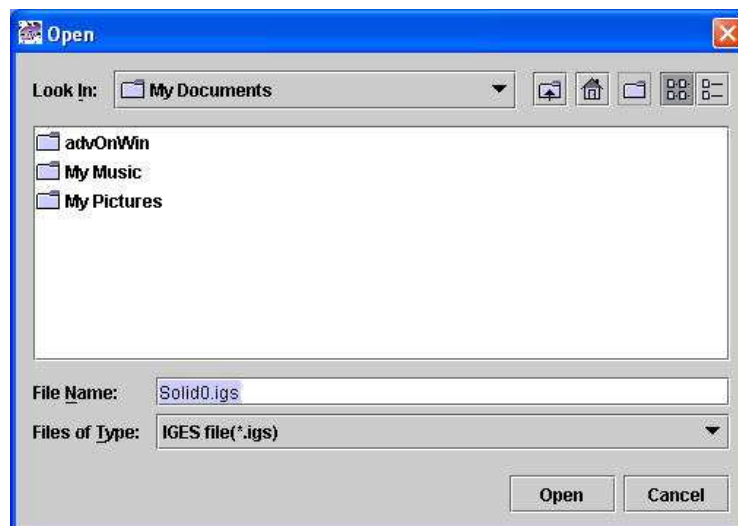 Open
Look In: My Documents
advOnWin
My Music
My Pictures
File Name: Solid0.igs
Files of Type: IGES file(*.igs)
Open Cancel